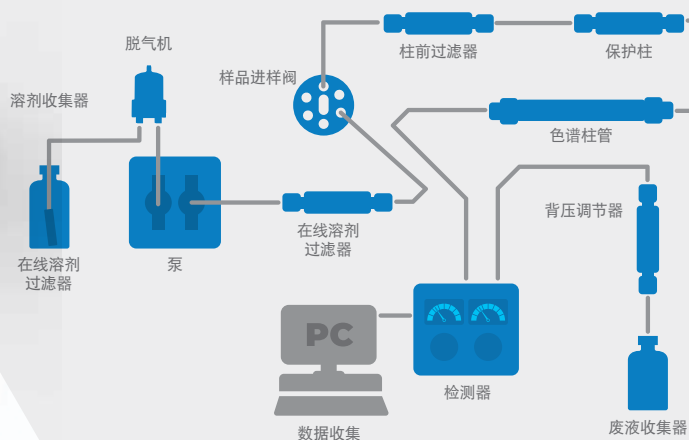 脱气机
柱前过滤器
保护柱
样品进样阀
溶剂收集器
色谱柱管
背压调节器
在线溶剂
过滤器
在线溶剂
过滤器
泵
PC
检测器
数据收集
废液收集器